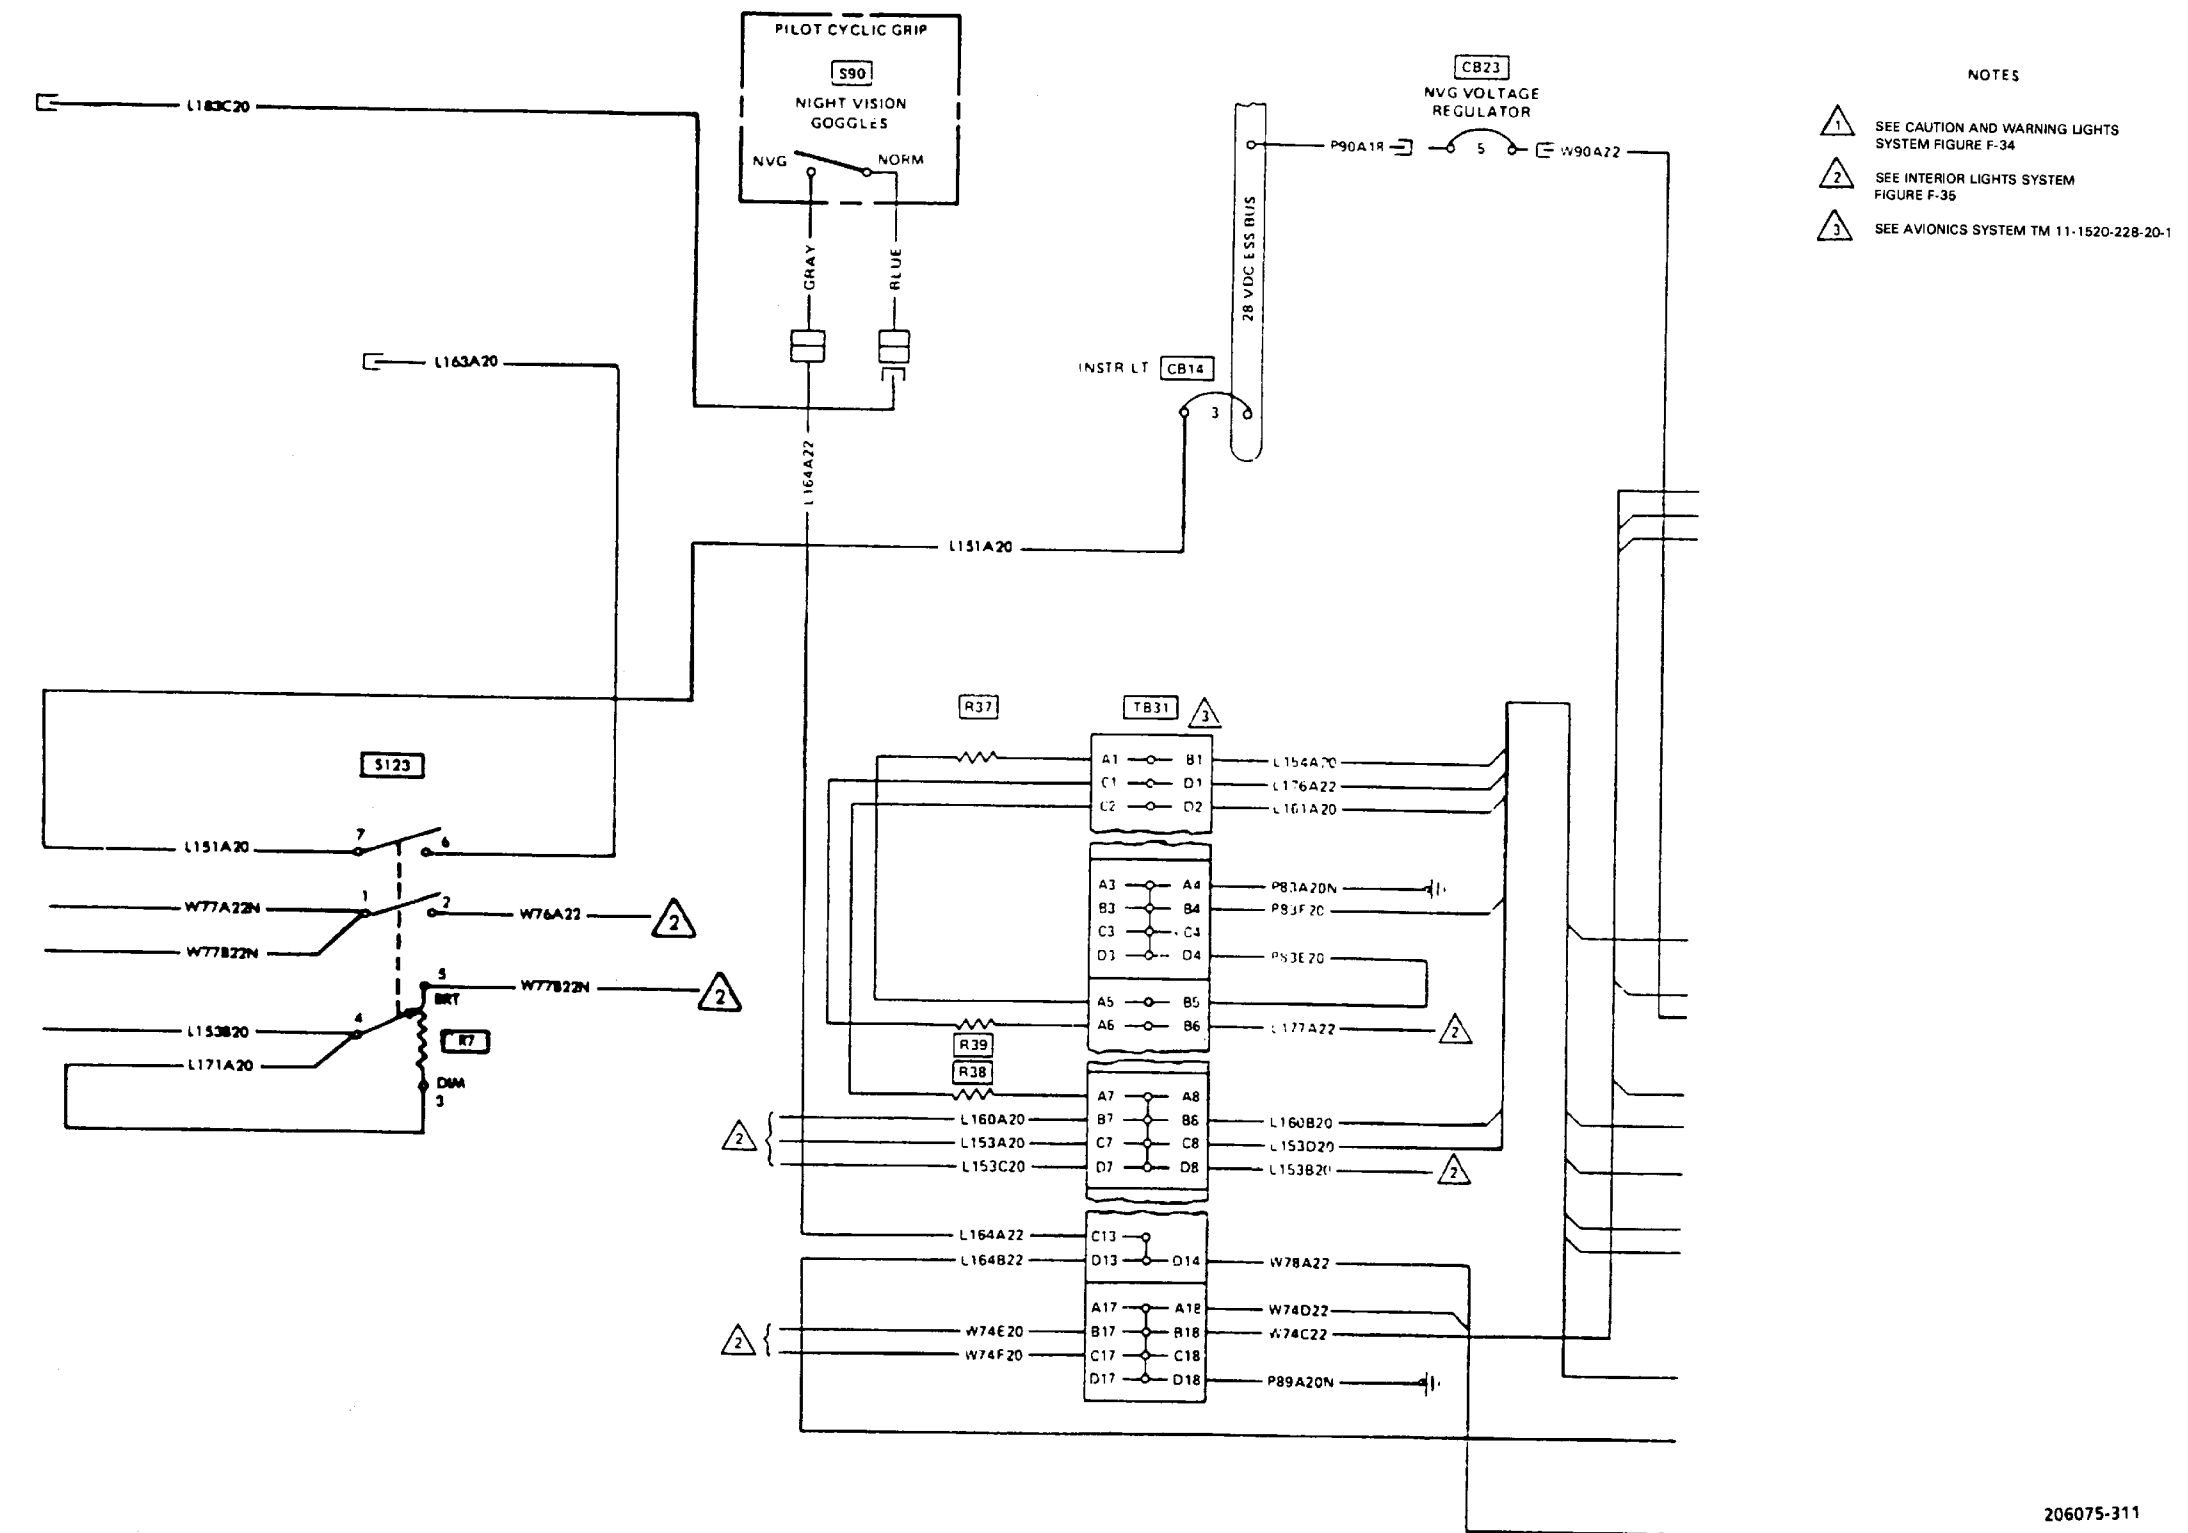 PILOT CYCLIC GRIP
S90
NIGHT VISION
GOGGLES
NVG
NORM
GRAY
BLUE
L183C20
L163A20
L164A22
CB23
NVG VOLTAGE
REGULATOR
P90A18
5
W90A22
28 VDC ESS BUS
INSTR LT
CB14
3
L151A20
NOTES
1
SEE CAUTION AND WARNING LIGHTS
SYSTEM FIGURE F-34
2
SEE INTERIOR LIGHTS SYSTEM
FIGURE F-35
3
SEE AVIONICS SYSTEM TM 11-1520-228-20-1
S123
L151A20
7
6
W77A22N
1
2
W76A22
2
W77B22N
5
BRT
W77B22N
2
L153B20
4
R7
L171A20
DIM
3
R37
TB31
3
A1
B1
L154A20
C1
D1
L176A22
C2
D2
L161A20
A3
A4
P83A20N
B3
B4
P83F20
C3
C4
D3
D4
P83E20
A5
B5
A6
B6
L177A22
2
R39
R38
A7
A8
2
L160A20
B7
B8
L160B20
L153A20
C7
C8
L153D20
L153C20
D7
D8
L153B20
2
L164A22
C13
L164B22
D13
D14
W78A22
A17
A18
W74D22
2
W74E20
B17
B18
W74C22
W74F20
C17
C18
D17
D18
P89A20N
206075-311